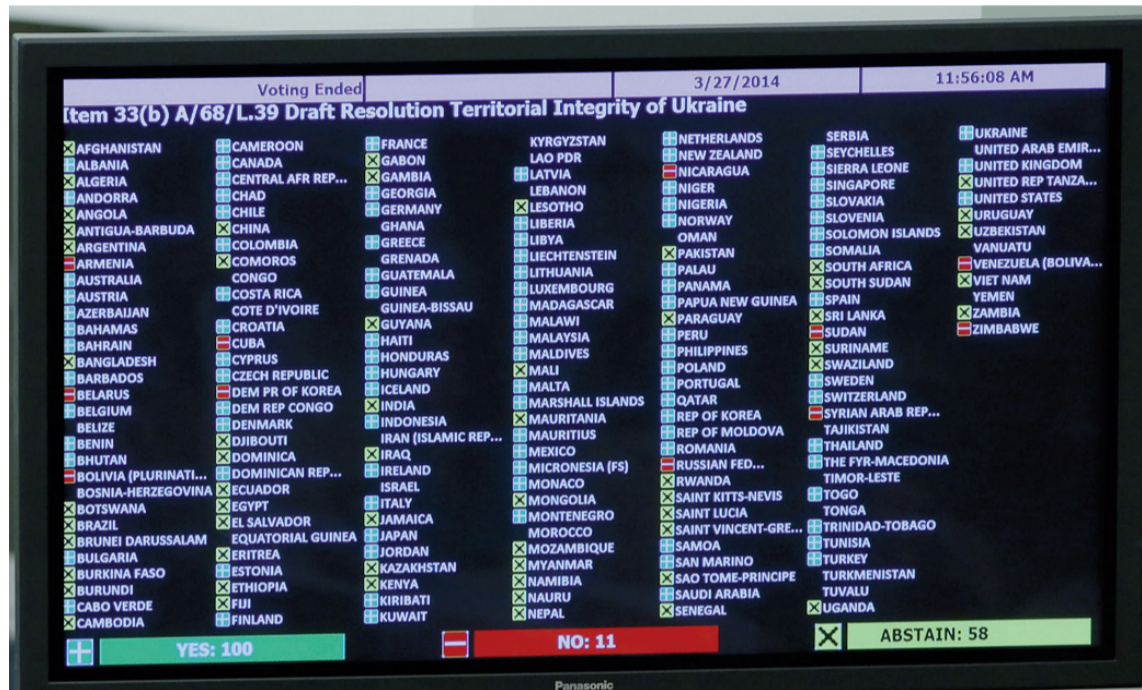 Voting Ended 3/27/2014 11:56:08 AM
Item 33(b) A/68/L.39 Draft Resolution Territorial Integrity of Ukraine
AFGHANISTAN
ALBANIA
ALGERIA
ANDORRA
ANGOLA
ANTIGUA-BARBUDA
ARGENTINA
ARMENIA
AUSTRALIA
AUSTRIA
AZERBAIJAN
BAHAMAS
BAHRAIN
BANGLADESH
BARBADOS
BELARUS
BELGIUM
BELIZE
BENIN
BHUTAN
BOLIVIA (PLURINATI...
BOSNIA-HERZEGOVINA
BOTSWANA
BRAZIL
BRUNEI DARUSSALAM
BULGARIA
BURKINA FASO
BURUNDI
CABO VERDE
CAMBODIA
CAMEROON
CANADA
CENTRAL AFR REP...
CHAD
CHILE
CHINA
COLOMBIA
COMOROS
CONGO
COSTA RICA
COTE D'IVOIRE
CROATIA
CUBA
CYPRUS
CZECH REPUBLIC
DEM PR OF KOREA
DEM REP CONGO
DENMARK
DJIBOUTI
DOMINICA
DOMINICAN REP...
ECUADOR
EGYPT
EL SALVADOR
EQUATORIAL GUINEA
ERITREA
ESTONIA
ETHIOPIA
FIJI
FINLAND
FRANCE
GABON
GAMBIA
GEORGIA
GERMANY
GHANA
GREECE
GRENADA
GUATEMALA
GUINEA
GUINEA-BISSAU
GUYANA
HAITI
HONDURAS
HUNGARY
ICELAND
INDIA
INDONESIA
IRAN (ISLAMIC REP...
IRAQ
IRELAND
ISRAEL
ITALY
JAMAICA
JAPAN
JORDAN
KAZAKHSTAN
KENYA
KIRIBATI
KUWAIT
KYRGYZSTAN
LAO PDR
LATVIA
LEBANON
LESOTHO
LIBERIA
LIBYA
LIECHTENSTEIN
LITHUANIA
LUXEMBOURG
MADAGASCAR
MALAWI
MALAYSIA
MALDIVES
MALI
MALTA
MARSHALL ISLANDS
MAURITANIA
MAURITIUS
MEXICO
MICRONESIA (FS)
MONACO
MONGOLIA
MONTENEGRO
MOROCCO
MOZAMBIQUE
MYANMAR
NAMIBIA
NAURU
NEPAL
NETHERLANDS
NEW ZEALAND
NICARAGUA
NIGER
NIGERIA
NORWAY
OMAN
PAKISTAN
PALAU
PANAMA
PAPUA NEW GUINEA
PARAGUAY
PERU
PHILIPPINES
POLAND
PORTUGAL
QATAR
REP OF KOREA
REP OF MOLDOVA
ROMANIA
RUSSIAN FED...
RWANDA
SAINT KITTS-NEVIS
SAINT LUCIA
SAINT VINCENT-GRE...
SAMOA
SAN MARINO
SAO TOME-PRINCIPE
SAUDI ARABIA
SENEGAL
SERBIA
SEYCHELLES
SIERRA LEONE
SINGAPORE
SLOVAKIA
SLOVENIA
SOLOMON ISLANDS
SOMALIA
SOUTH AFRICA
SOUTH SUDAN
SPAIN
SRI LANKA
SUDAN
SURINAME
SWAZILAND
SWEDEN
SWITZERLAND
SYRIAN ARAB REP...
TAJIKISTAN
THAILAND
THE FYR-MACEDONIA
TIMOR-LESTE
TOGO
TONGA
TRINIDAD-TOBAGO
TUNISIA
TURKEY
TURKMENISTAN
TUVALU
UGANDA
UKRAINE
UNITED ARAB EMIR...
UNITED KINGDOM
UNITED REP TANZA...
UNITED STATES
URUGUAY
UZBEKISTAN
VANUATU
VENEZUELA (BOLIVA...
VIET NAM
YEMEN
ZAMBIA
ZIMBABWE
YES: 100 NO: 11 ABSTAIN: 58
Panasonic